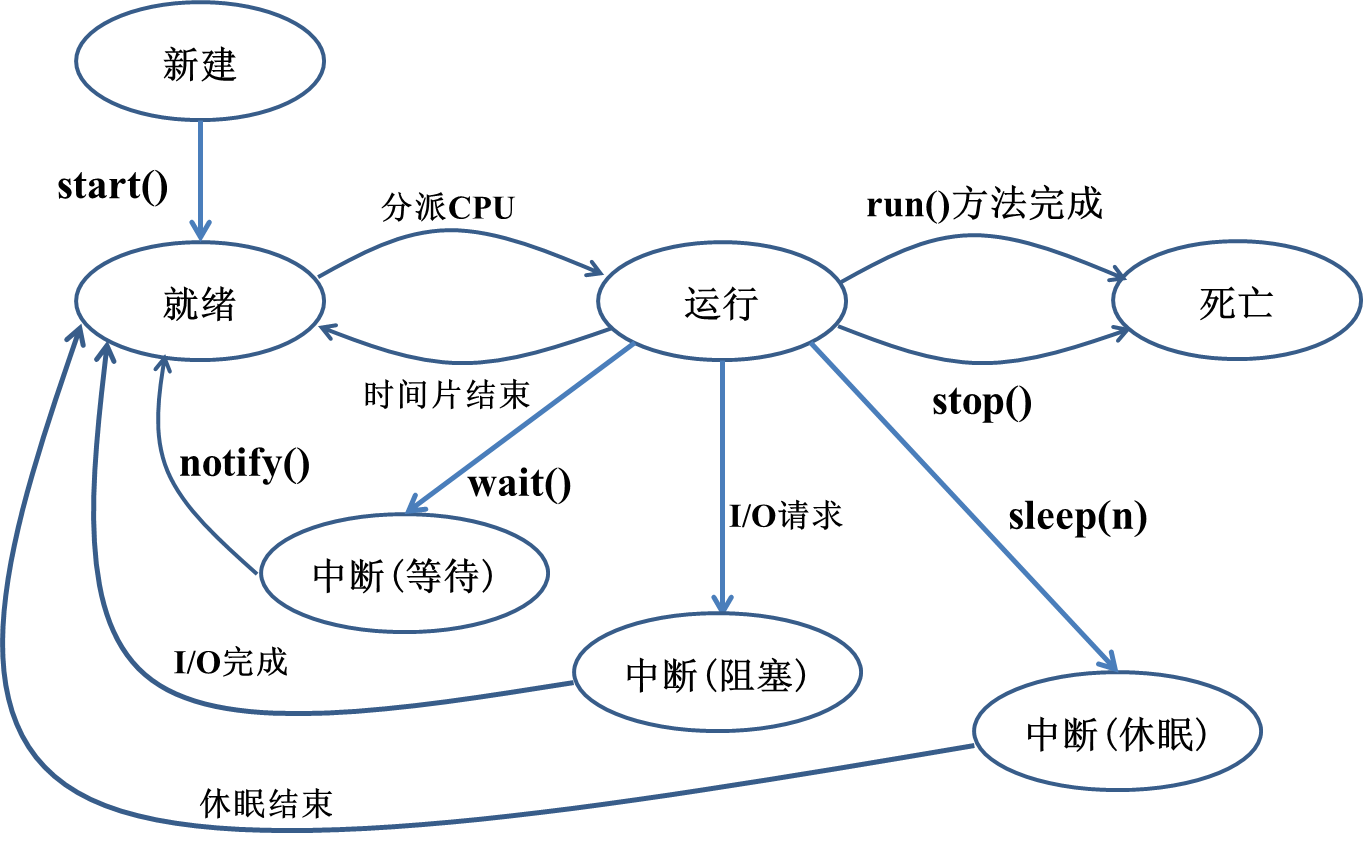 新建
start()
分派CPU
run()方法完成
就绪
运行
死亡
时间片结束
stop()
notify()
wait()
I/O请求
sleep(n)
中断(等待)
I/O完成
中断(阻塞)
中断(休眠)
休眠结束